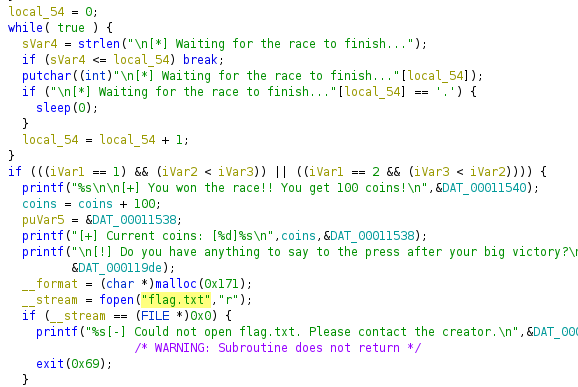 local_54 = 0;
while( true ) {
sVar4 = strlen("\n[*] Waiting for the race to finish...");
if (sVar4 <= local_54) break;
putchar((int)"\n[*] Waiting for the race to finish..."[local_54]);
if ("\n[*] Waiting for the race to finish..."[local_54] == '.') {
sleep(0);
}
local_54 = local_54 + 1;
}
if (((iVar1 == 1) && (iVar2 < iVar3)) || ((iVar1 == 2 && (iVar3 < iVar2)))) {
printf("%s\n\n[+] You won the race!! You get 100 coins!\n",&DAT_00011540);
coins = coins + 100;
puVar5 = &DAT_00011538;
printf("[+] Current coins: [%d]%s\n",coins,&DAT_00011538);
printf("\n[!] Do you have anything to say to the press after your big victory?\n
&DAT_000119de);
__format = (char *)malloc(0x171);
__stream = fopen("flag.txt","r");
if (__stream == (FILE *)0x0) {
printf("%s[-] Could not open flag.txt. Please contact the creator.\n",&DAT_00
/* WARNING: Subroutine does not return */
exit(0x69);
}